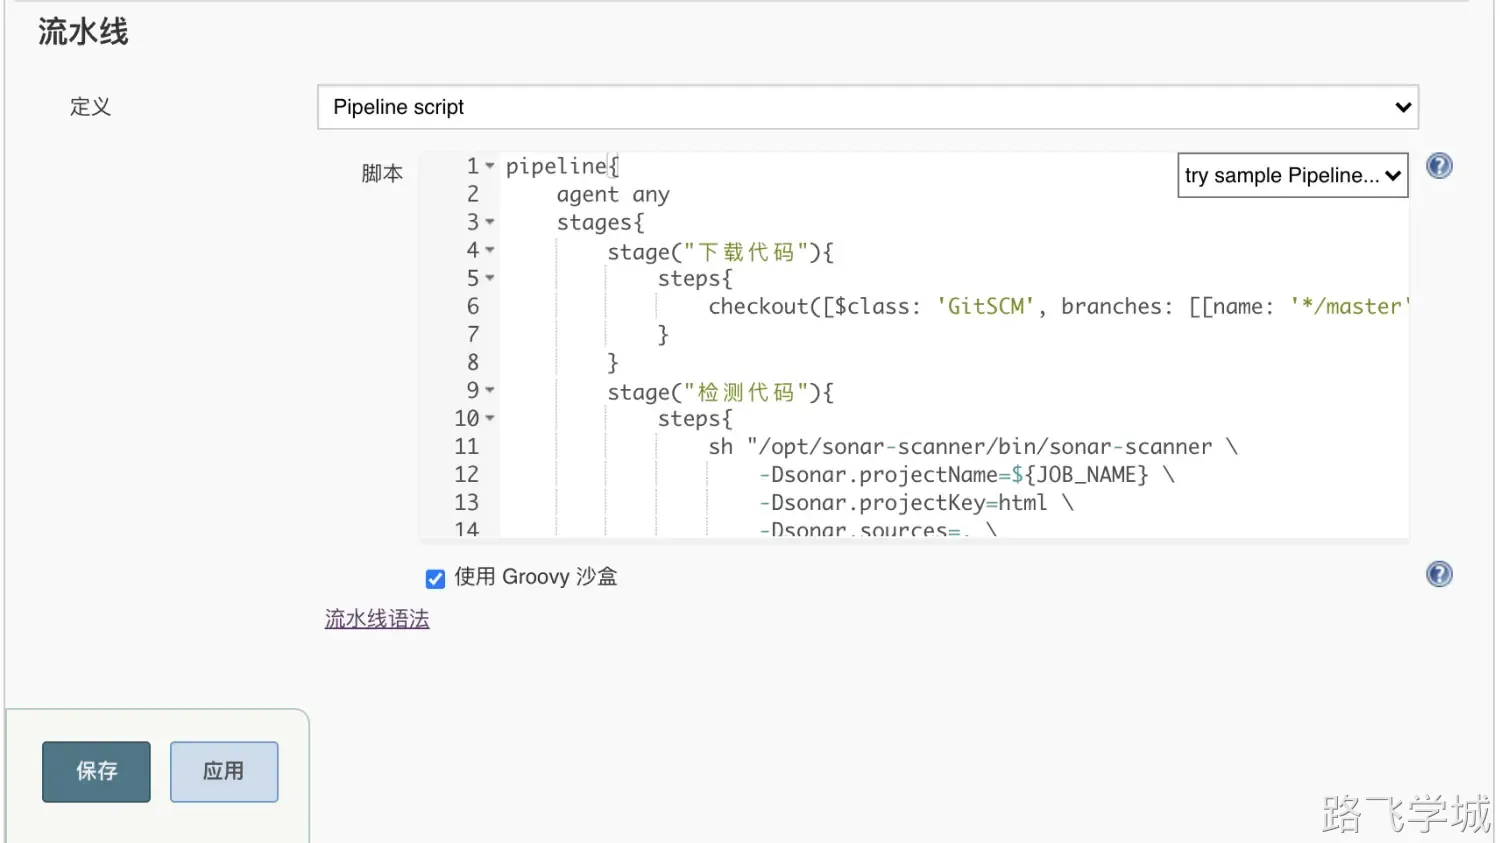 流水线
定义
Pipeline script
脚本
try sample Pipeline...
1 pipeline{
2 agent any
3 stages{
4 stage("下载代码"){
5 steps{
6 checkout([$class: 'GitSCM', branches: [[name: '*/master'
7 }
8 }
9 stage("检测代码"){
10 steps{
11 sh "/opt/sonar-scanner/bin/sonar-scanner \
12 -Dsonar.projectName=${JOB_NAME} \
13 -Dsonar.projectKey=html \
14 -Dsonar.sources=. \
使用 Groovy 沙盒
流水线语法
保存
应用
路飞学城